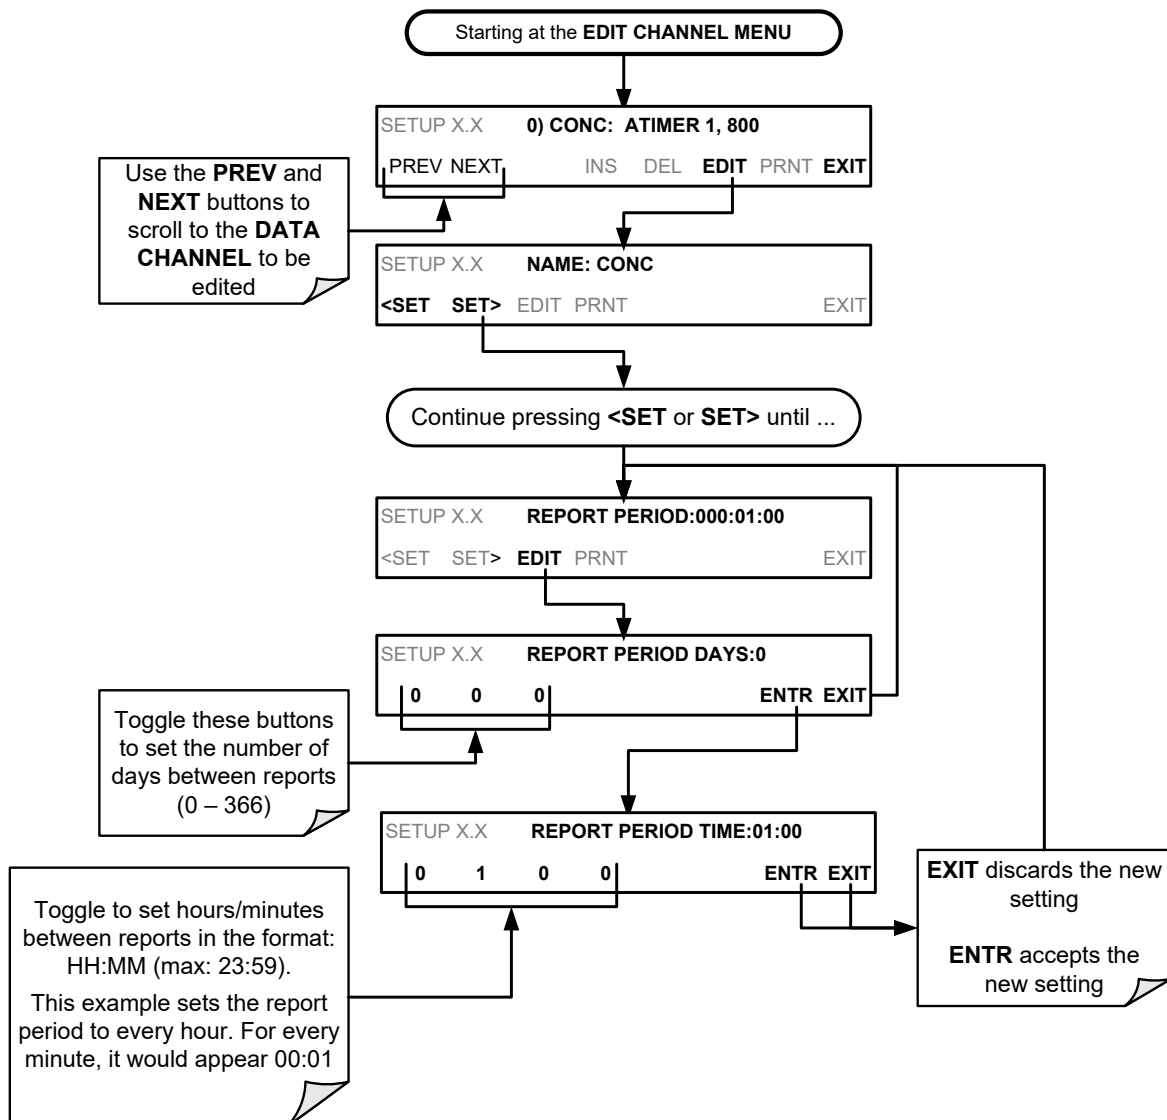 Starting at the EDIT CHANNEL MENU
SETUP X.X 0) CONC: ATIMER 1, 800
PREV NEXT INS DEL EDIT PRNT EXIT
Use the PREV and
NEXT buttons to
scroll to the DATA
CHANNEL to be
edited
SETUP X.X NAME: CONC
<SET SET> EDIT PRNT EXIT
Continue pressing <SET or SET> until ...
SETUP X.X REPORT PERIOD:000:01:00
<SET SET> EDIT PRNT EXIT
SETUP X.X REPORT PERIOD DAYS:0
0 0 0 ENTR EXIT
Toggle these buttons
to set the number of
days between reports
(0 – 366)
SETUP X.X REPORT PERIOD TIME:01:00
0 1 0 0 ENTR EXIT
Toggle to set hours/minutes
between reports in the format:
HH:MM (max: 23:59).
This example sets the report
period to every hour. For every
minute, it would appear 00:01
EXIT discards the new
setting
ENTR accepts the
new setting